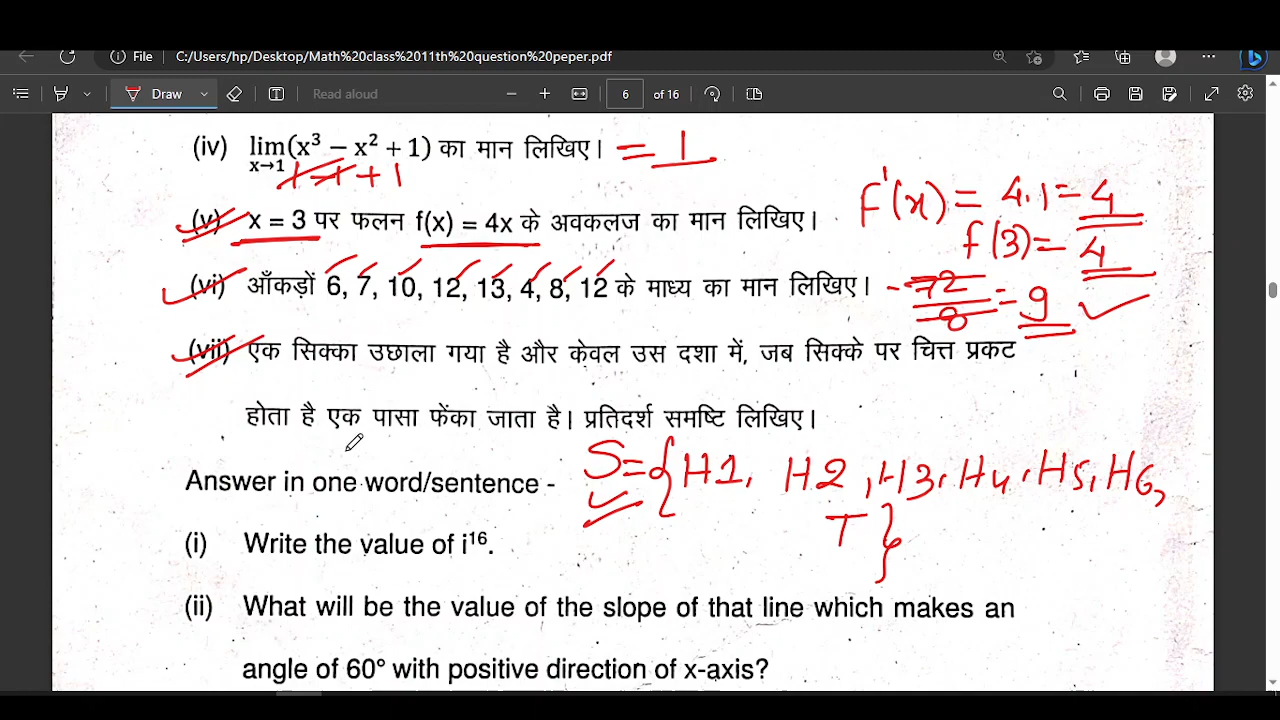 File C:/Users/hp/Desktop/Math%20class%2011th%20question%20peper.pdf
Draw Read aloud 6 of 16
(iv) lim x→1 (x³ − x² + 1) का मान लिखिए। = 1
1 − 1 + 1
(v) x = 3 पर फलन f(x) = 4x के अवकलज का मान लिखिए।
F'(x) = 4.1 = 4
f(3) = 4
(vi) आँकड़ों 6, 7, 10, 12, 13, 4, 8, 12 के माध्य का मान लिखिए। - 72/8 = 9
(vii) एक सिक्का उछाला गया है और केवल उस दशा में, जब सिक्के पर चित्त प्रकट
होता है एक पासा फेंका जाता है। प्रतिदर्श समष्टि लिखिए।
S = { H1, H2, H3, H4, H5, H6,
T }
Answer in one word/sentence -
(i) Write the value of i¹⁶.
(ii) What will be the value of the slope of that line which makes an
angle of 60° with positive direction of x-axis?